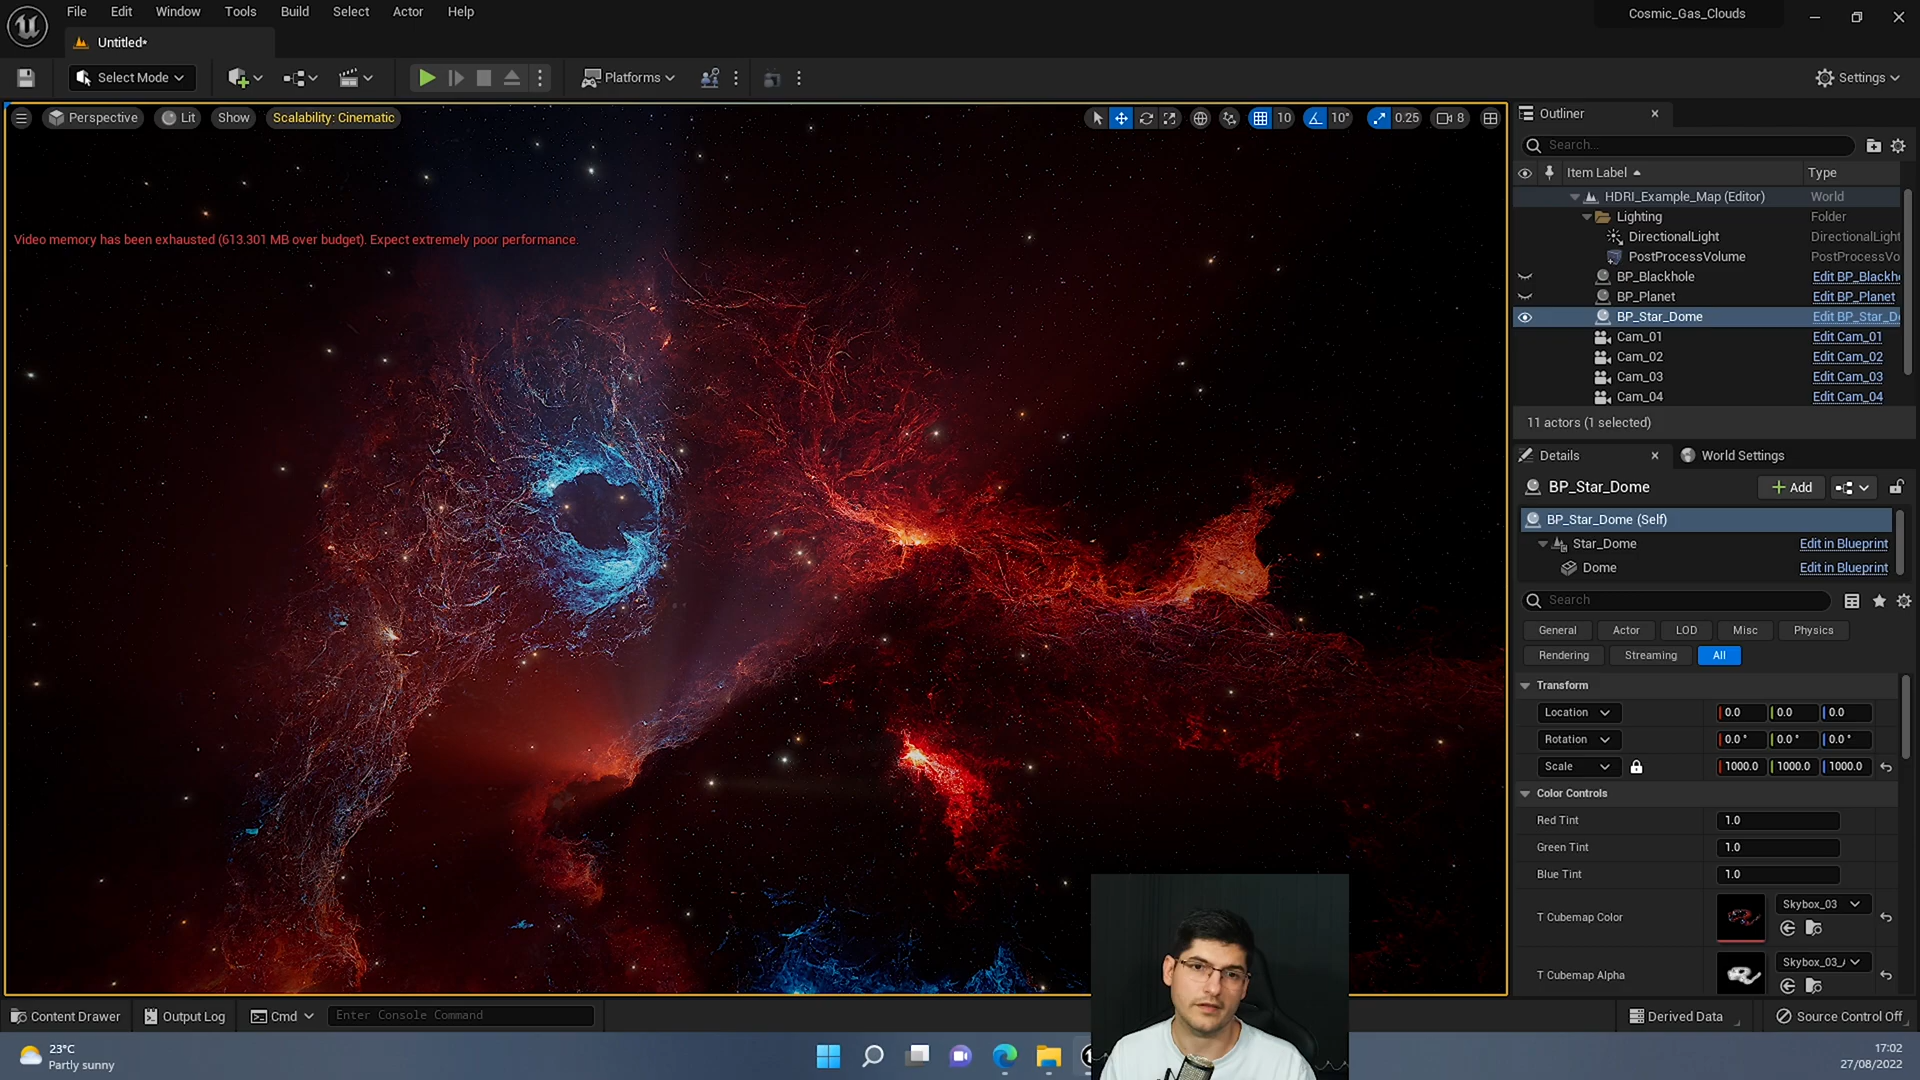 File Edit Window Tools Build Select Actor Help
Cosmic_Gas_Clouds
Untitled*
Select Mode
Platforms
Settings
Perspective
Lit
Show
Scalability: Cinematic
10
10°
0.25
8
Video memory has been exhausted (613.301 MB over budget). Expect extremely poor performance.
Outliner
Search...
Item Label
Type
HDRI_Example_Map (Editor)
World
Lighting
Folder
DirectionalLight
DirectionalLight
PostProcessVolume
PostProcessVo
BP_Blackhole
Edit BP_Blackh
BP_Planet
Edit BP_Planet
BP_Star_Dome
Edit BP_Star_D
Cam_01
Edit Cam_01
Cam_02
Edit Cam_02
Cam_03
Edit Cam_03
Cam_04
Edit Cam_04
11 actors (1 selected)
Details
World Settings
BP_Star_Dome
+ Add
BP_Star_Dome (Self)
Star_Dome
Edit in Blueprint
Dome
Edit in Blueprint
Search
General
Actor
LOD
Misc
Physics
Rendering
Streaming
All
Transform
Location
0.0 0.0 0.0
Rotation
0.0 ° 0.0 ° 0.0 °
Scale
1000.0 1000.0 1000.0
Color Controls
Red Tint
1.0
Green Tint
1.0
Blue Tint
1.0
T Cubemap Color
Skybox_03
T Cubemap Alpha
Skybox_03_
Content Drawer
Output Log
Cmd
Enter Console Command
Derived Data
Source Control Off
23°C
Partly sunny
17:02
27/08/2022